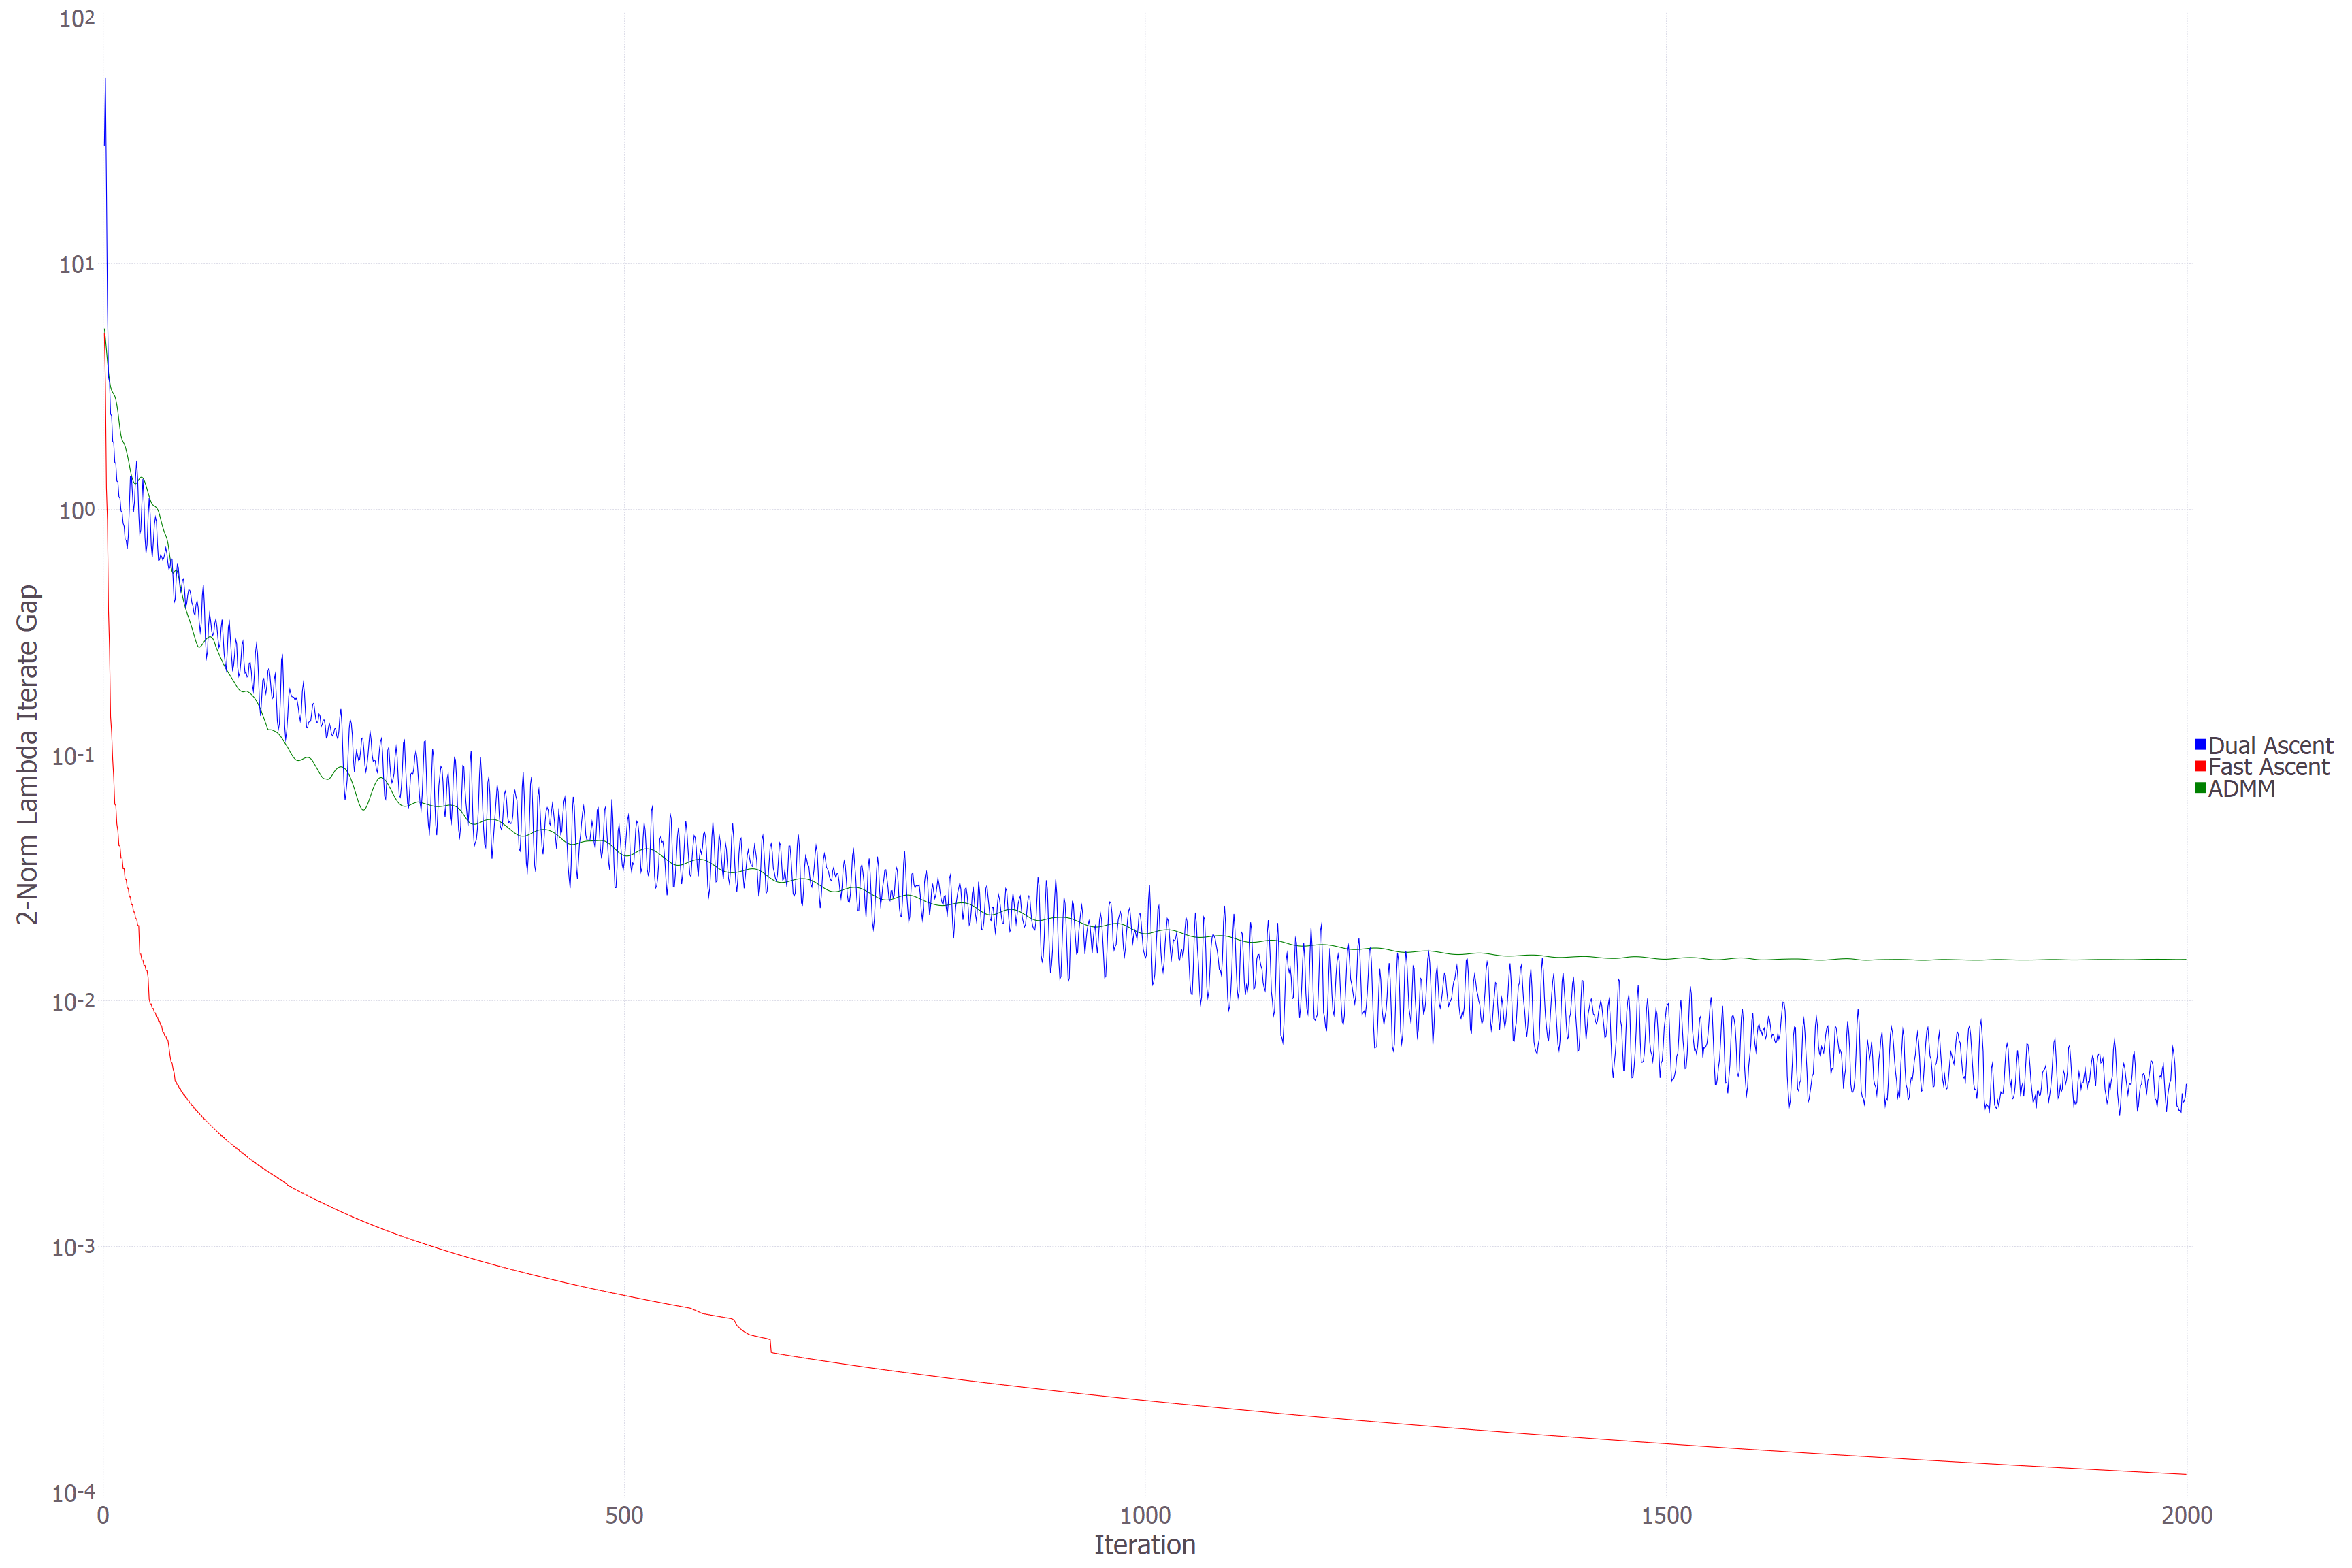 10²
10¹
10⁰
10⁻¹
10⁻²
10⁻³
10⁻⁴
2-Norm Lambda Iterate Gap
0
500
1000
1500
2000
Iteration
Dual Ascent
Fast Ascent
ADMM